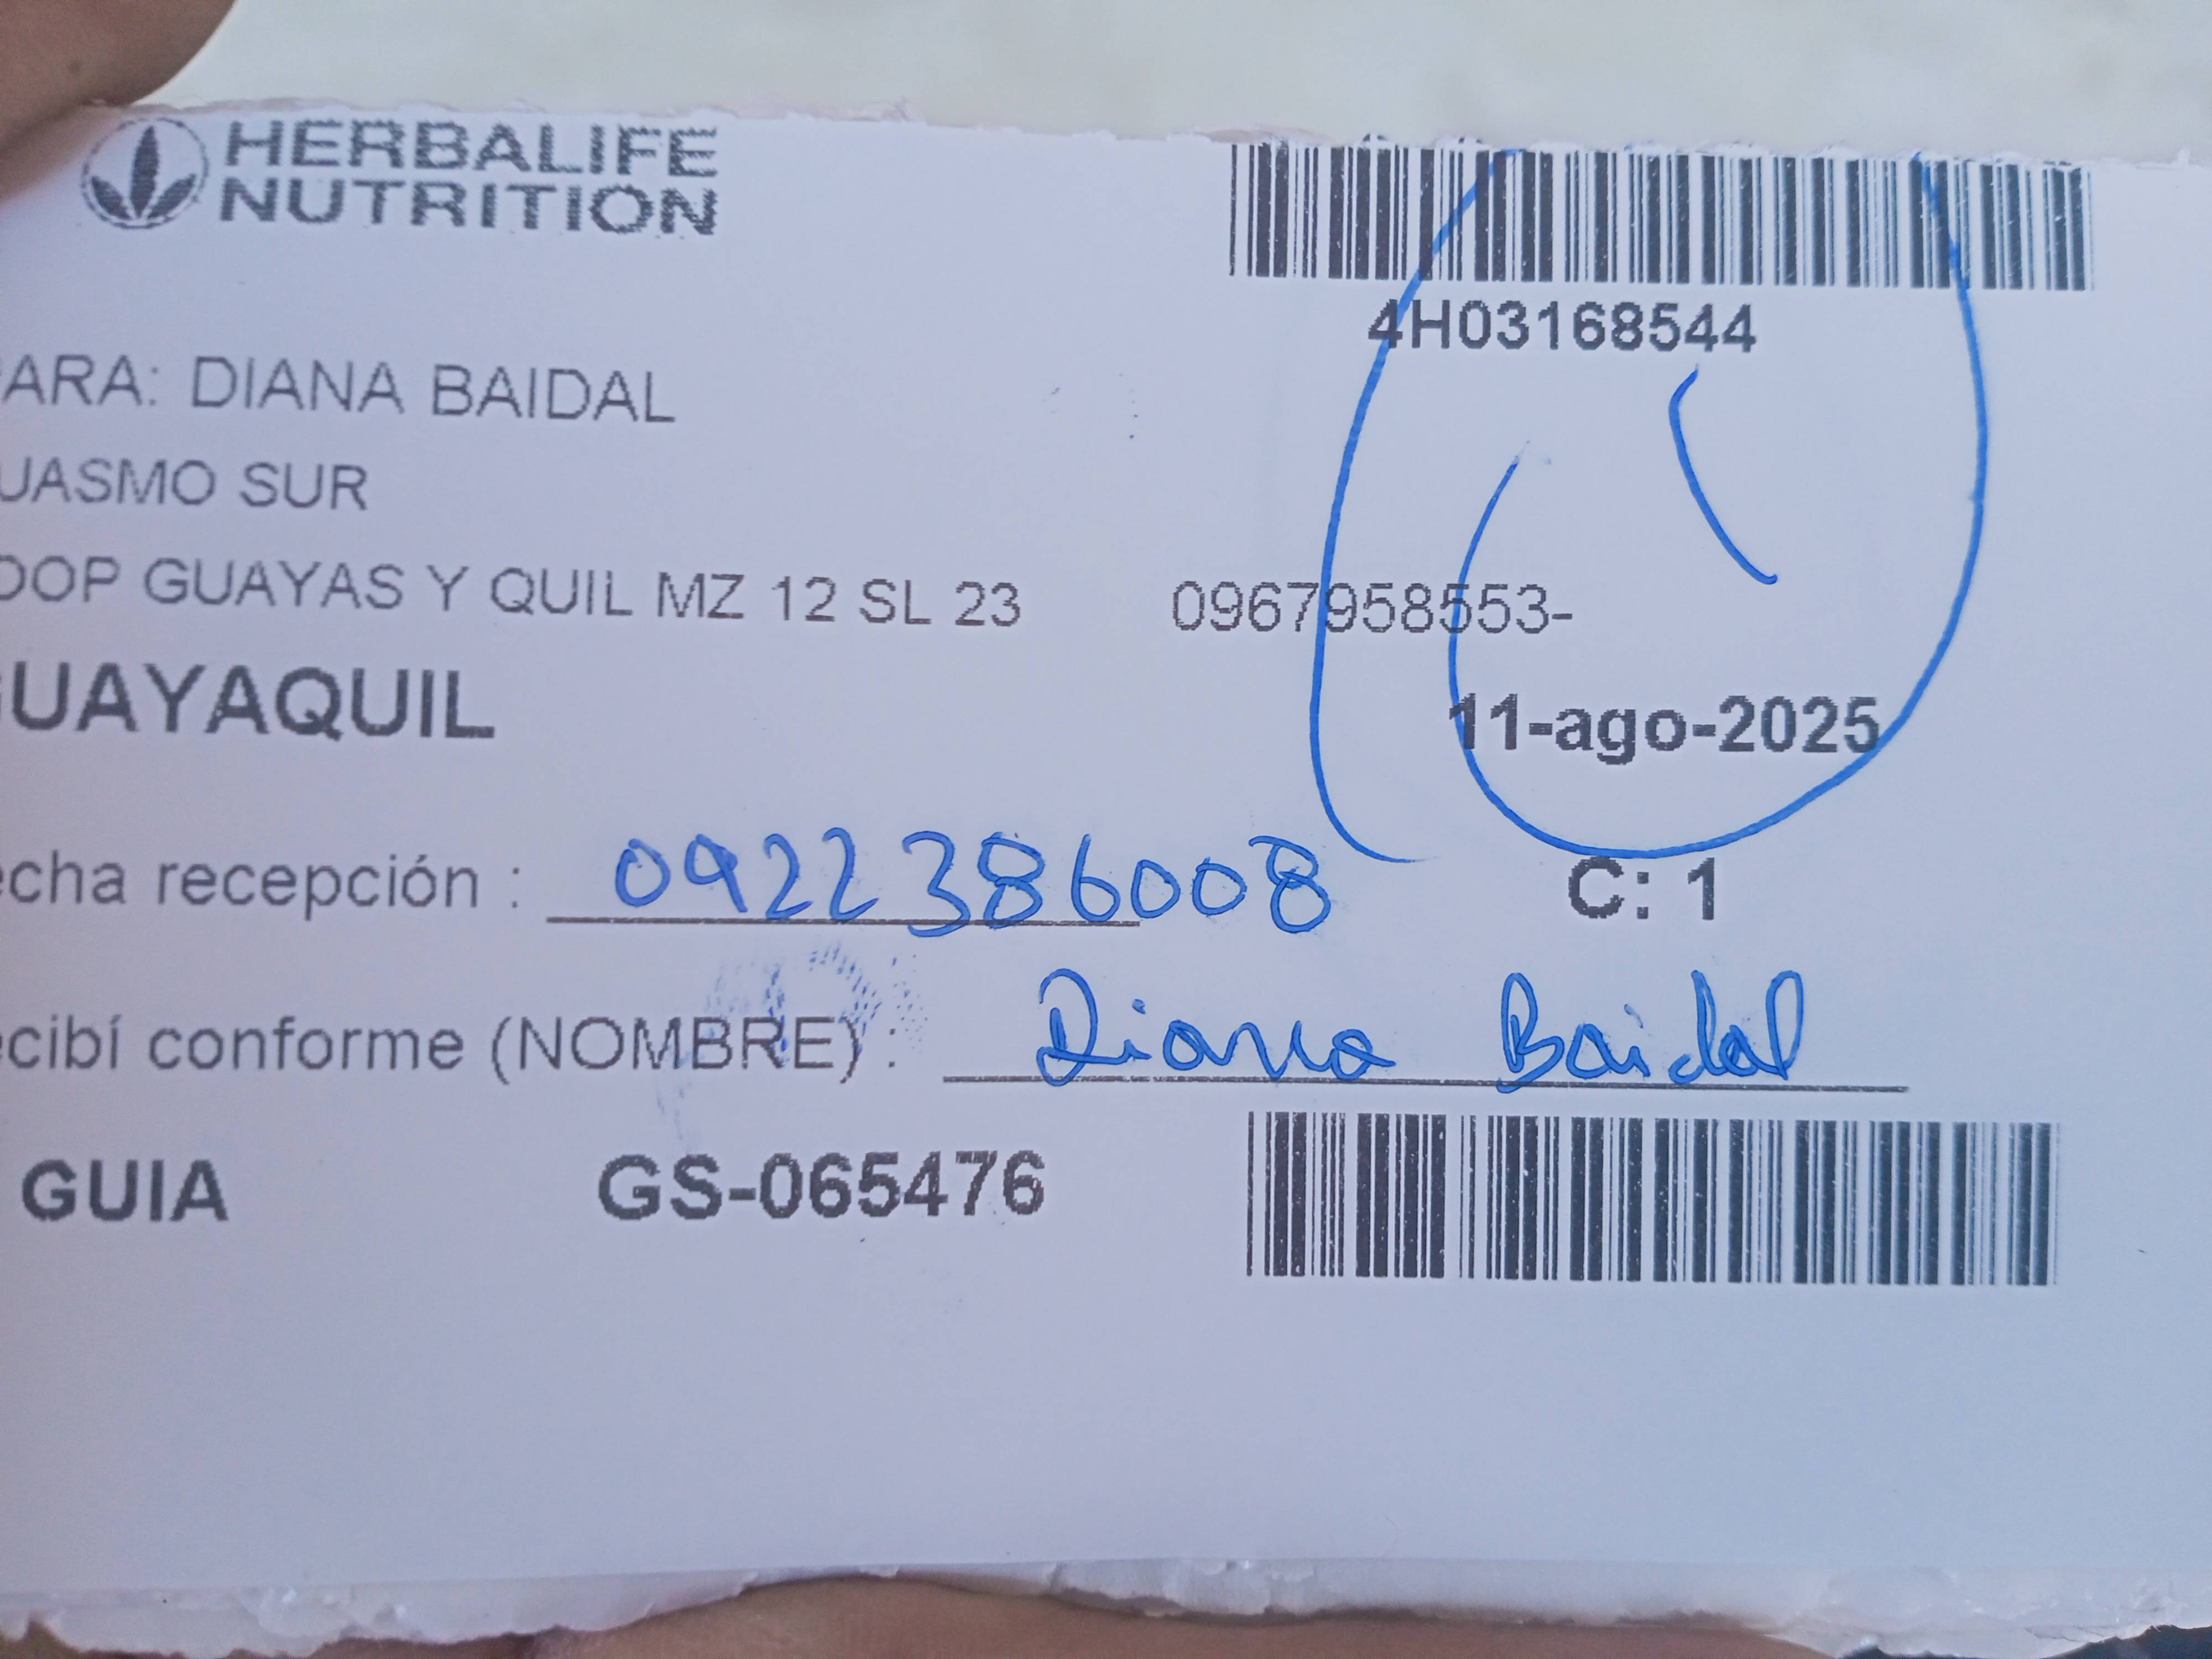 HERBALIFE
NUTRITION
4H03168544
ARA: DIANA BAIDAL
UASMO SUR
OOP GUAYAS Y QUIL MZ 12 SL 23 0967958553-
GUAYAQUIL
11-ago-2025
echa recepción : 0922386008
C: 1
ecibí conforme (NOMBRE) : Diana Baidal
GUIA GS-065476